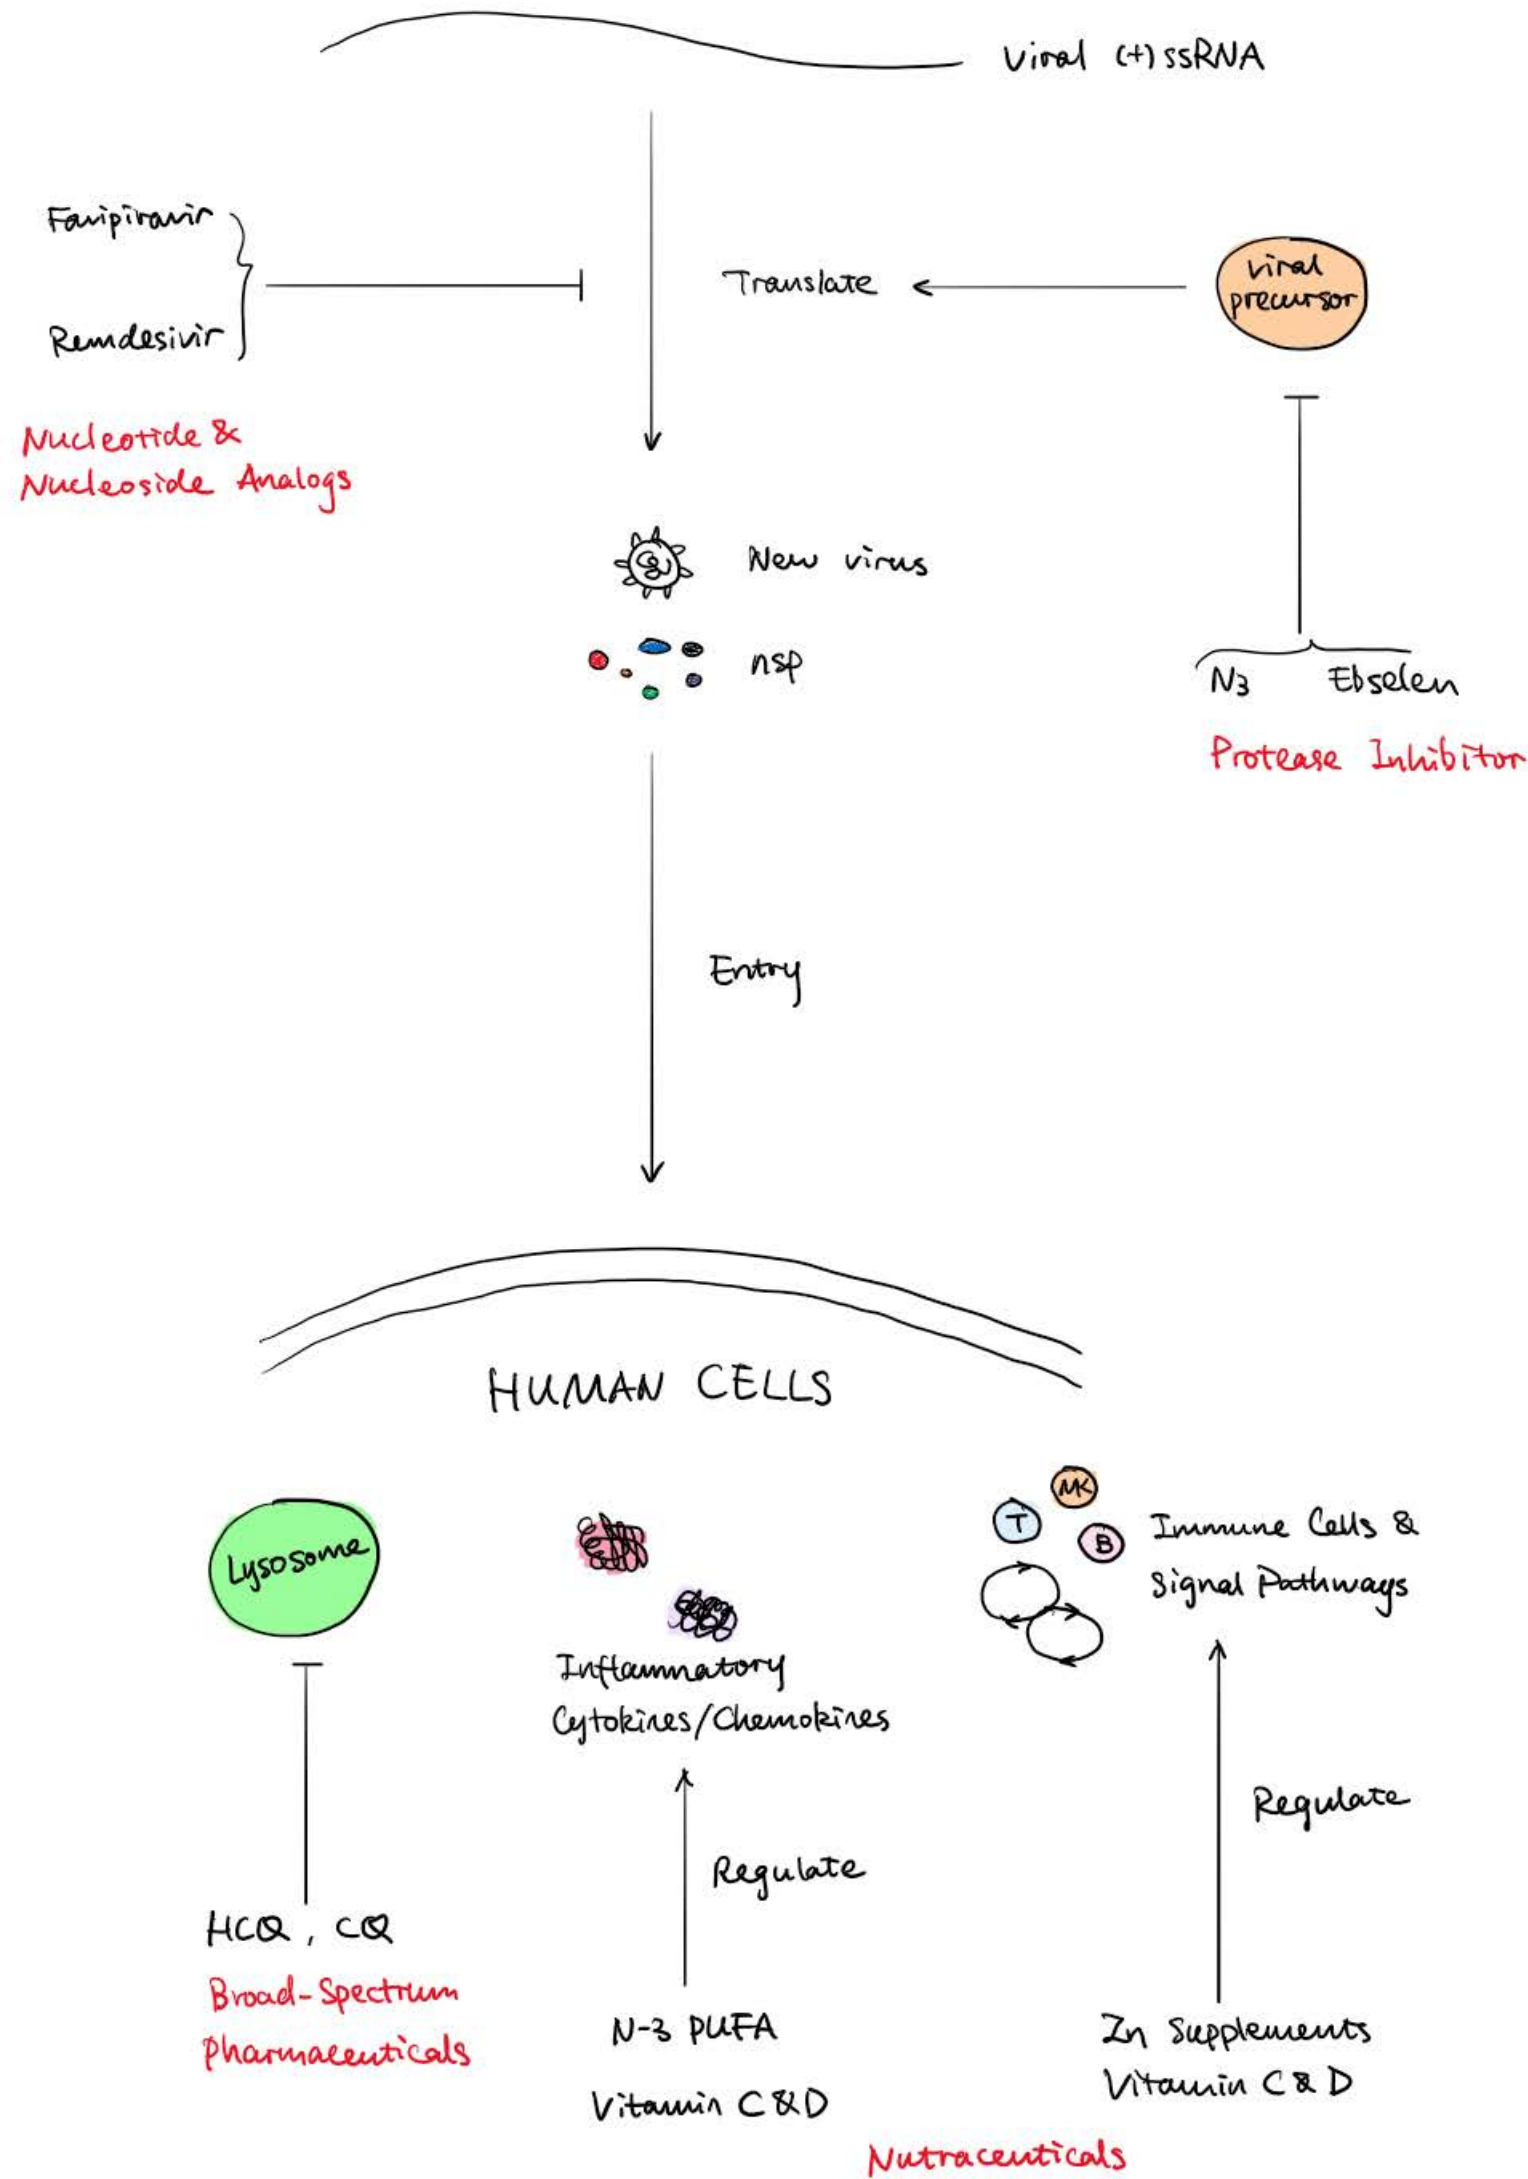 Viral (+) ssRNA
Favipiravir
Remdesivir
Nucleotide &
Nucleoside Analogs
Translate
viral
precursor
New virus
nsp
N3 Ebselen
Protease Inhibitor
Entry
HUMAN CELLS
Lysosome
HCQ, CQ
Broad-Spectrum
Pharmaceuticals
Inflammatory
Cytokines/Chemokines
Regulate
N-3 PUFA
Vitamin C&D
NK
T
B
Immune Cells &
Signal Pathways
Regulate
Zn Supplements
Vitamin C&D
Nutraceuticals